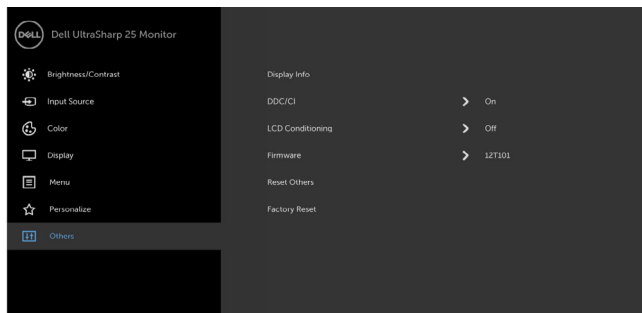 DELL Dell UltraSharp 25 Monitor
Brightness/Contrast
Input Source
Color
Display
Menu
Personalize
Others
Display Info
DDC/CI > On
LCD Conditioning > Off
Firmware > 12T101
Reset Others
Factory Reset